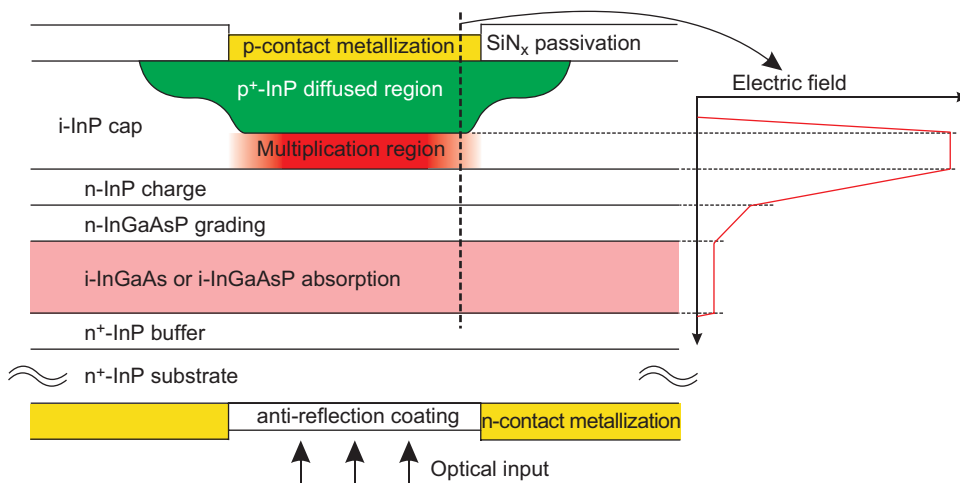 p-contact metallization
SiNx passivation
Electric field
p+-InP diffused region
i-InP cap
Multiplication region
n-InP charge
n-InGaAsP grading
i-InGaAs or i-InGaAsP absorption
n+-InP buffer
n+-InP substrate
anti-reflection coating
n-contact metallization
Optical input